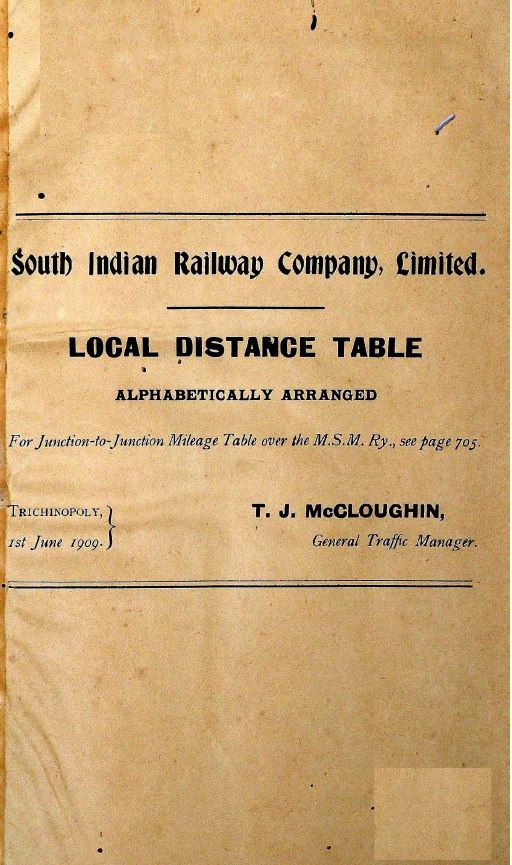 South Indian Railway Company, Limited.
LOCAL DISTANCE TABLE
ALPHABETICALLY ARRANGED
For Junction-to-Junction Mileage Table over the M.S.M. Ry., see page 705.
TRICHINOPOLY, }
1st June 1909.
T. J. McCLOUGHIN,
General Traffic Manager.